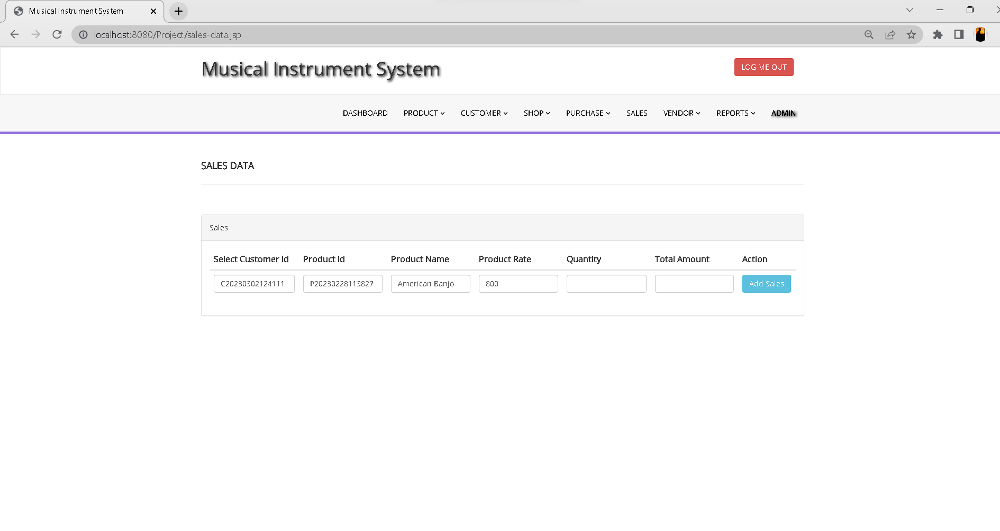 Musical Instrument System
localhost:8080/Project/sales-data.jsp
Musical Instrument System
LOG ME OUT
DASHBOARD PRODUCT CUSTOMER SHOP PURCHASE SALES VENDOR REPORTS ADMIN
SALES DATA
Sales
Select Customer Id Product Id Product Name Product Rate Quantity Total Amount Action
C20230302124111 P20230228113827 American Banjo 800 Add Sales